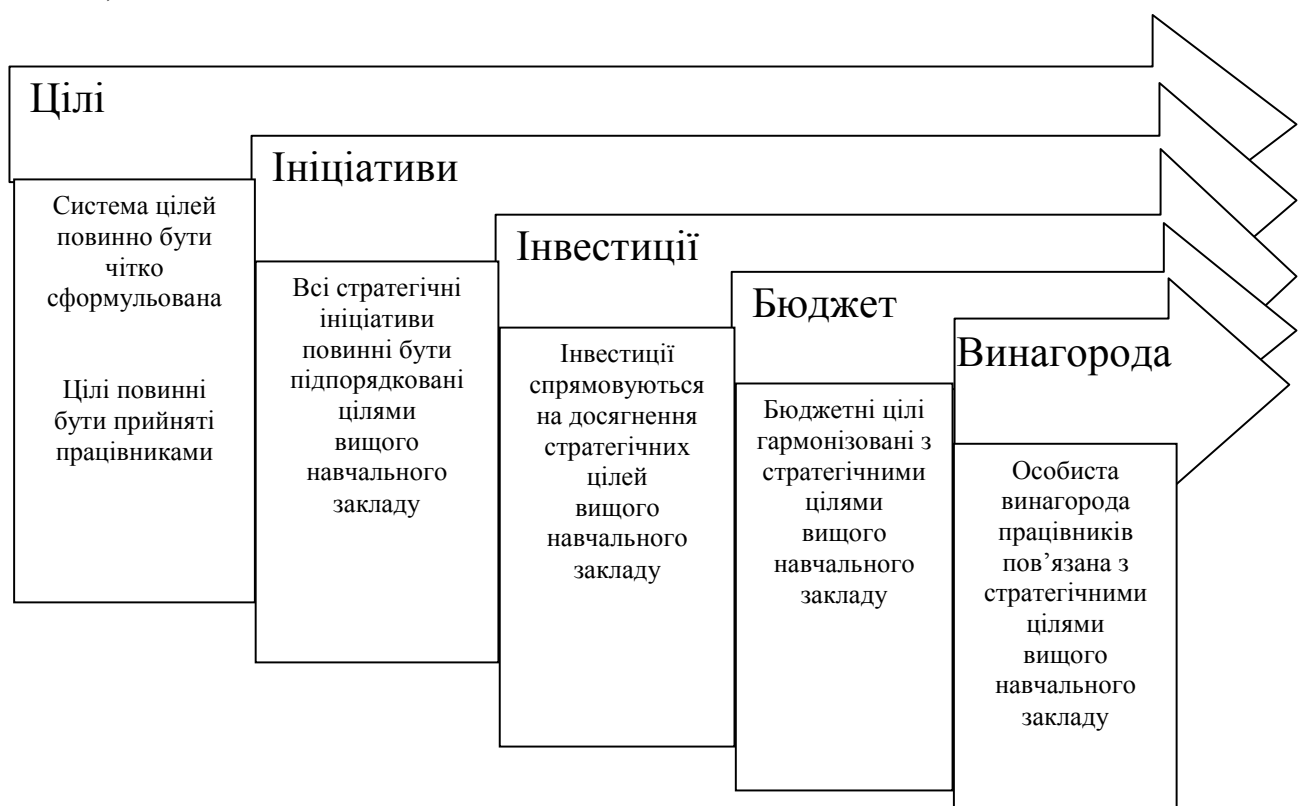 Цілі
Система цілей
повинно бути
чітко
сформульована
Цілі повинні
бути прийняті
працівниками
Ініціативи
Всі стратегічні
ініціативи
повинні бути
підпорядковані
цілями
вищого
навчального
закладу
Інвестиції
Інвестиції
спрямовуються
на досягнення
стратегічних
цілей
вищого
навчального
закладу
Бюджет
Бюджетні цілі
гармонізовані з
стратегічними
цілями
вищого
навчального
закладу
Винагорода
Особиста
винагорода
працівників
пов’язана з
стратегічними
цілями
вищого
навчального
закладу